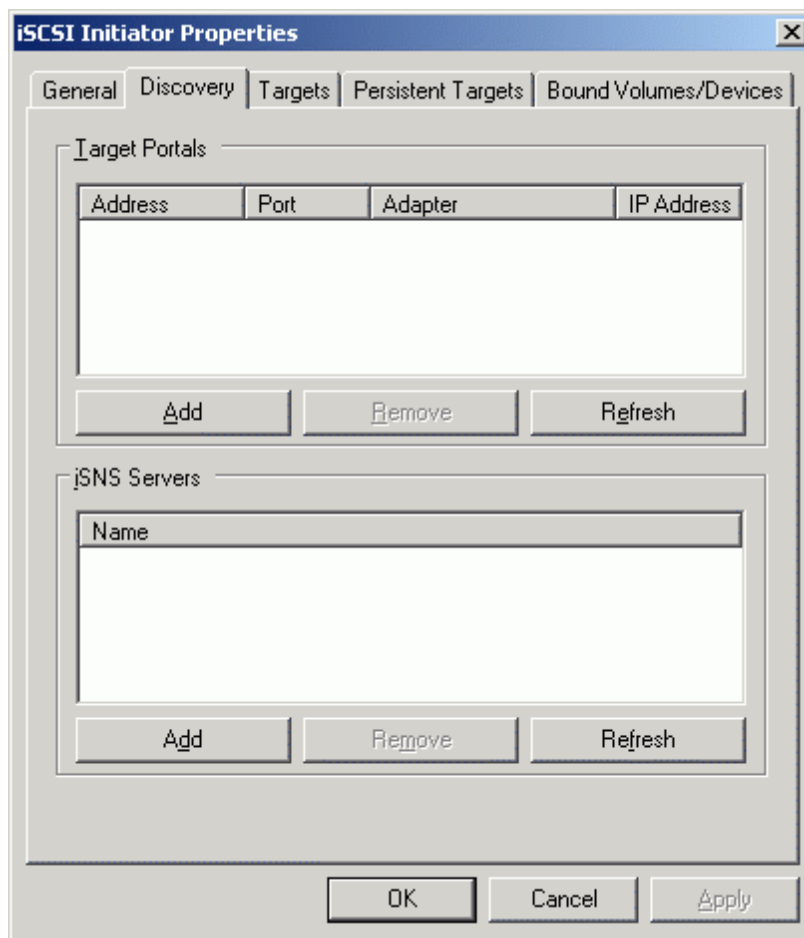 iSCSI Initiator Properties
General Discovery Targets Persistent Targets Bound Volumes/Devices
Target Portals
Address Port Adapter IP Address
Add Remove Refresh
iSNS Servers
Name
Add Remove Refresh
OK Cancel Apply